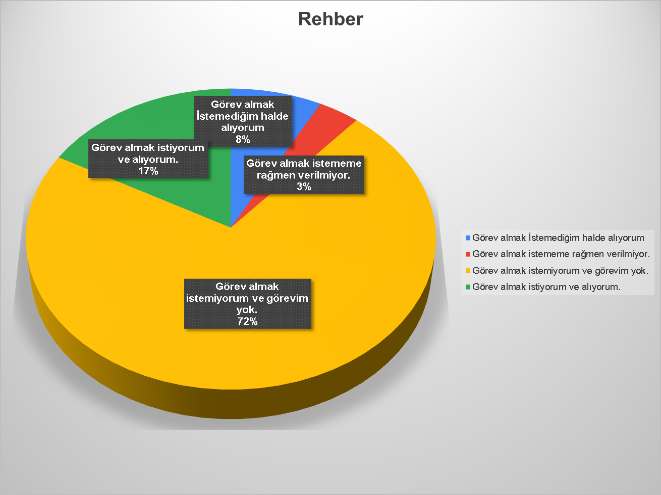 Rehber
Görev almak
İstemediğim halde
alıyorum
8%
Görev almak istiyorum
ve alıyorum.
17%
Görev almak istememe
rağmen verilmiyor.
3%
Görev almak
istemiyorum ve görevim
yok.
72%
Görev almak İstemediğim halde alıyorum
Görev almak istememe rağmen verilmiyor.
Görev almak istemiyorum ve görevim yok.
Görev almak istiyorum ve alıyorum.